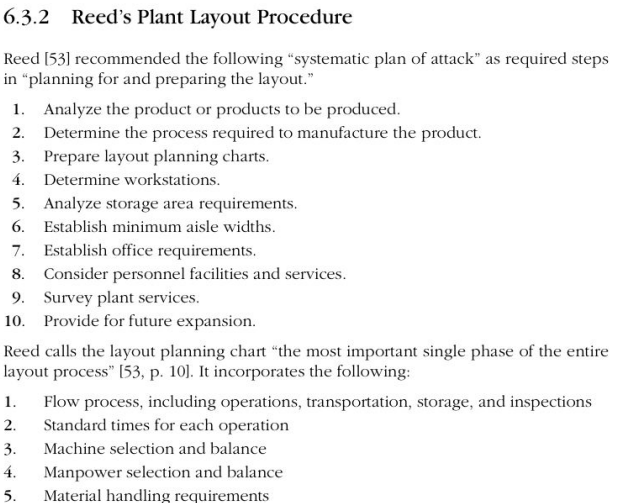 6.3.2 Reed's Plant Layout Procedure
Reed [53] recommended the following "systematic plan of attack" as required steps
in "planning for and preparing the layout."
1. Analyze the product or products to be produced.
2. Determine the process required to manufacture the product.
3. Prepare layout planning charts.
4. Determine workstations.
5. Analyze storage area requirements.
6. Establish minimum aisle widths.
7. Establish office requirements.
8. Consider personnel facilities and services.
9. Survey plant services.
10. Provide for future expansion.
Reed calls the layout planning chart "the most important single phase of the entire
layout process" [53, p. 10]. It incorporates the following:
1. Flow process, including operations, transportation, storage, and inspections
2. Standard times for each operation
3. Machine selection and balance
4. Manpower selection and balance
5. Material handling requirements